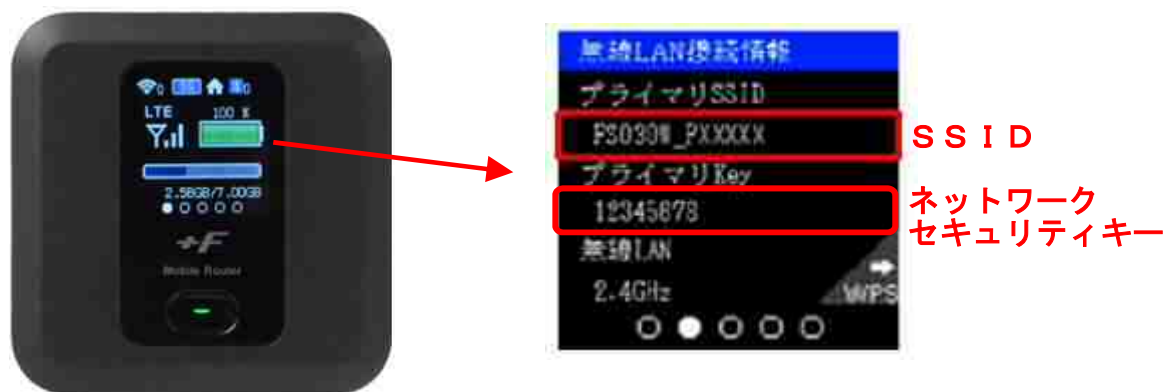 LTE 100 %
2.58GB/7.00GB
+F
Mobile Router
無線LAN接続情報
プライマリSSID
FS030W_PXXXXX
SSID
プライマリKey
12345678
ネットワーク
セキュリティキー
無線LAN
2.4GHz
WPS